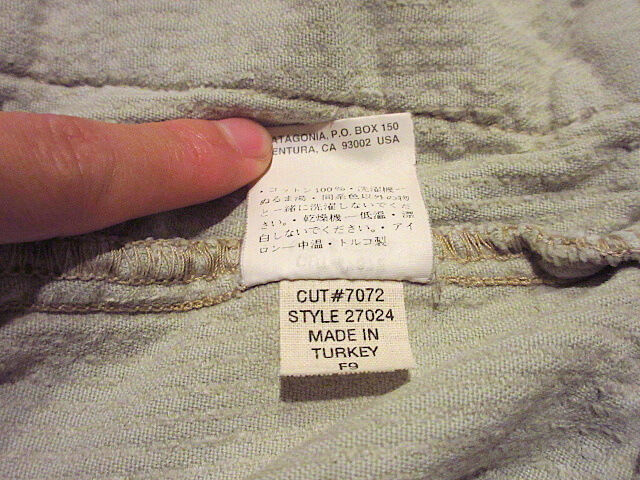 ATAGONIA, P.O. BOX 150
ENTURA, CA 93002 USA
・コットン100%・洗濯機ー
ぬるま湯・同系色以外の物
と一緒に洗濯しないでくだ
さい。・乾燥機ー低温・漂
白しないでください。・アイ
ロンー中温・トルコ製
CUT#7072
STYLE 27024
MADE IN
TURKEY
F9